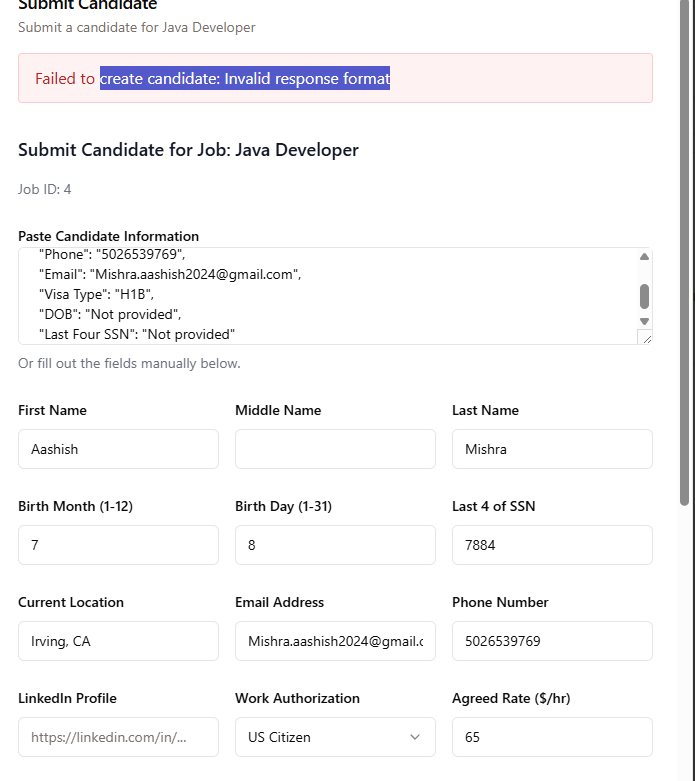 Submit Candidate
Submit a candidate for Java Developer
Failed to create candidate: Invalid response format
Submit Candidate for Job: Java Developer
Job ID: 4
Paste Candidate Information
"Phone": "5026539769",
"Email": "Mishra.aashish2024@gmail.com",
"Visa Type": "H1B",
"DOB": "Not provided",
"Last Four SSN": "Not provided"
Or fill out the fields manually below.
First Name Middle Name Last Name
Aashish Mishra
Birth Month (1-12) Birth Day (1-31) Last 4 of SSN
7 8 7884
Current Location Email Address Phone Number
Irving, CA Mishra.aashish2024@gmail.c 5026539769
LinkedIn Profile Work Authorization Agreed Rate ($/hr)
https://linkedin.com/in/... US Citizen 65